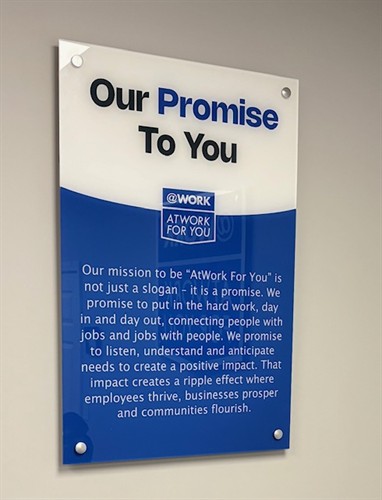 Our Promise
To You
@WORK
ATWORK
FOR YOU
Our mission to be "AtWork For You" is
not just a slogan - it is a promise. We
promise to put in the hard work, day
in and day out, connecting people with
jobs and jobs with people. We promise
to listen, understand and anticipate
needs to create a positive impact. That
impact creates a ripple effect where
employees thrive, businesses prosper
and communities flourish.